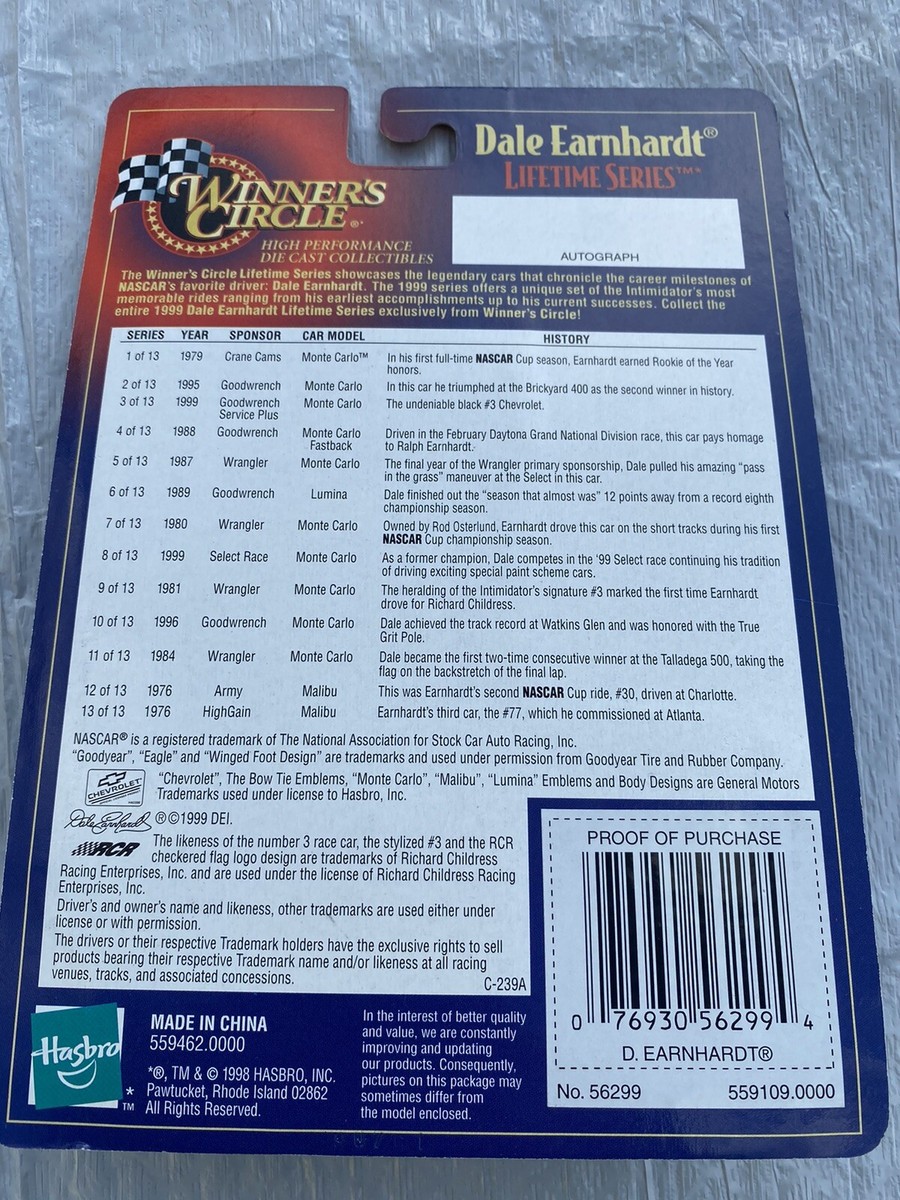 WINNER'S
CIRCLE®
HIGH PERFORMANCE
DIE CAST COLLECTIBLES
Dale Earnhardt®
LIFETIME SERIES™*
AUTOGRAPH
The Winner's Circle Lifetime Series showcases the legendary cars that chronicle the career milestones of
NASCAR's favorite driver: Dale Earnhardt. The 1999 series offers a unique set of the Intimidator's most
memorable rides ranging from his earliest accomplishments up to his current successes. Collect the
entire 1999 Dale Earnhardt Lifetime Series exclusively from Winner's Circle!
SERIES YEAR SPONSOR CAR MODEL HISTORY
1 of 13 1979 Crane Cams Monte Carlo™ In his first full-time NASCAR Cup season, Earnhardt earned Rookie of the Year
honors.
2 of 13 1995 Goodwrench Monte Carlo In this car he triumphed at the Brickyard 400 as the second winner in history.
3 of 13 1999 Goodwrench Monte Carlo The undeniable black #3 Chevrolet.
Service Plus
4 of 13 1988 Goodwrench Monte Carlo Driven in the February Daytona Grand National Division race, this car pays homage
Fastback to Ralph Earnhardt.
5 of 13 1987 Wrangler Monte Carlo The final year of the Wrangler primary sponsorship, Dale pulled his amazing "pass
in the grass" maneuver at the Select in this car.
6 of 13 1989 Goodwrench Lumina Dale finished out the "season that almost was" 12 points away from a record eighth
championship season.
7 of 13 1980 Wrangler Monte Carlo Owned by Rod Osterlund, Earnhardt drove this car on the short tracks during his first
NASCAR Cup championship season.
8 of 13 1999 Select Race Monte Carlo As a former champion, Dale competes in the '99 Select race continuing his tradition
of driving exciting special paint scheme cars.
9 of 13 1981 Wrangler Monte Carlo The heralding of the Intimidator's signature #3 marked the first time Earnhardt
drove for Richard Childress.
10 of 13 1996 Goodwrench Monte Carlo Dale achieved the track record at Watkins Glen and was honored with the True
Grit Pole.
11 of 13 1984 Wrangler Monte Carlo Dale became the first two-time consecutive winner at the Talladega 500, taking the
flag on the backstretch of the final lap.
12 of 13 1976 Army Malibu This was Earnhardt's second NASCAR Cup ride, #30, driven at Charlotte.
13 of 13 1976 HighGain Malibu Earnhardt's third car, the #77, which he commissioned at Atlanta.
NASCAR® is a registered trademark of The National Association for Stock Car Auto Racing, Inc.
"Goodyear", "Eagle" and "Winged Foot Design" are trademarks and used under permission from Goodyear Tire and Rubber Company.
CHEVROLET
"Chevrolet", The Bow Tie Emblems, "Monte Carlo", "Malibu", "Lumina" Emblems and Body Designs are General Motors
Trademarks used under license to Hasbro, Inc.
Dale Earnhardt ®©1999 DEI.
RCR The likeness of the number 3 race car, the stylized #3 and the RCR
checkered flag logo design are trademarks of Richard Childress
Racing Enterprises, Inc. and are used under the license of Richard Childress Racing
Enterprises, Inc.
Driver's and owner's name and likeness, other trademarks are used either under
license or with permission.
The drivers or their respective Trademark holders have the exclusive rights to sell
products bearing their respective Trademark name and/or likeness at all racing
venues, tracks, and associated concessions.
C-239A
PROOF OF PURCHASE
0 76930 56299 4
D. EARNHARDT®
No. 56299 559109.0000
Hasbro
*
TM
MADE IN CHINA
559462.0000
*®, TM & © 1998 HASBRO, INC.
Pawtucket, Rhode Island 02862
All Rights Reserved.
In the interest of better quality
and value, we are constantly
improving and updating
our products. Consequently,
pictures on this package may
sometimes differ from
the model enclosed.